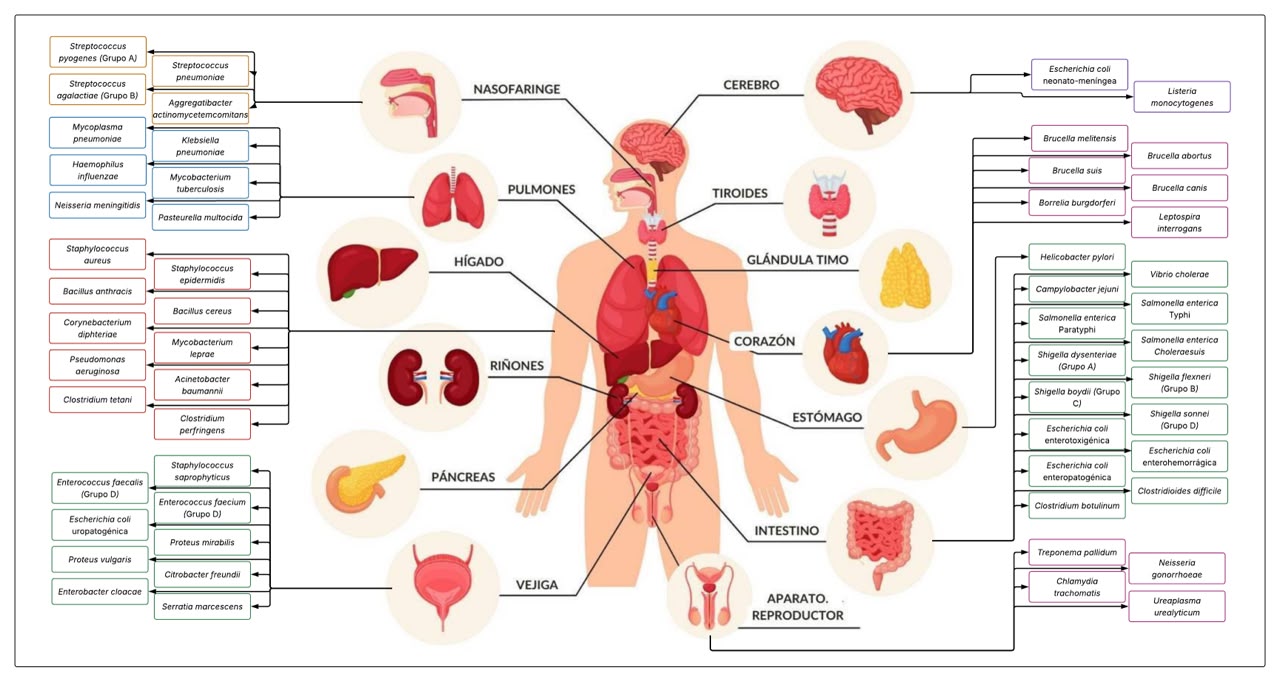 Streptococcus
pyogenes (Grupo A)
Streptococcus
pneumoniae
Streptococcus
agalactiae (Grupo B)
Aggregatibacter
actinomycetemcomitans
Mycoplasma
pneumoniae
Klebsiella
pneumoniae
Haemophilus
influenzae
Mycobacterium
tuberculosis
Neisseria meningitidis
Pasteurella multocida
Staphylococcus
aureus
Staphylococcus
epidermidis
Bacillus anthracis
Bacillus cereus
Corynebacterium
diphteriae
Mycobacterium
leprae
Pseudomonas
aeruginosa
Acinetobacter
baumannii
Clostridium tetani
Clostridium
perfringens
Staphylococcus
saprophyticus
Enterococcus faecalis
(Grupo D)
Enterococcus faecium
(Grupo D)
Escherichia coli
uropatogénica
Proteus mirabilis
Proteus vulgaris
Citrobacter freundii
Enterobacter cloacae
Serratia marcescens
NASOFARINGE
PULMONES
HÍGADO
RIÑONES
PÁNCREAS
VEJIGA
CEREBRO
TIROIDES
GLÁNDULA TIMO
CORAZÓN
ESTÓMAGO
INTESTINO
APARATO.
REPRODUCTOR
Escherichia coli
neonato-meníngea
Listeria
monocytogenes
Brucella melitensis
Brucella abortus
Brucella suis
Brucella canis
Borrelia burgdorferi
Leptospira
interrogans
Helicobacter pylori
Vibrio cholerae
Campylobacter jejuni
Salmonella enterica
Typhi
Salmonella enterica
Paratyphi
Salmonella enterica
Choleraesuis
Shigella dysenteriae
(Grupo A)
Shigella flexneri
(Grupo B)
Shigella boydii (Grupo
C)
Shigella sonnei
(Grupo D)
Escherichia coli
enterotoxigénica
Escherichia coli
enterohemorrágica
Escherichia coli
enteropatogénica
Clostridioides difficile
Clostridium botulinum
Treponema pallidum
Neisseria
gonorrhoeae
Chlamydia
trachomatis
Ureaplasma
urealyticum